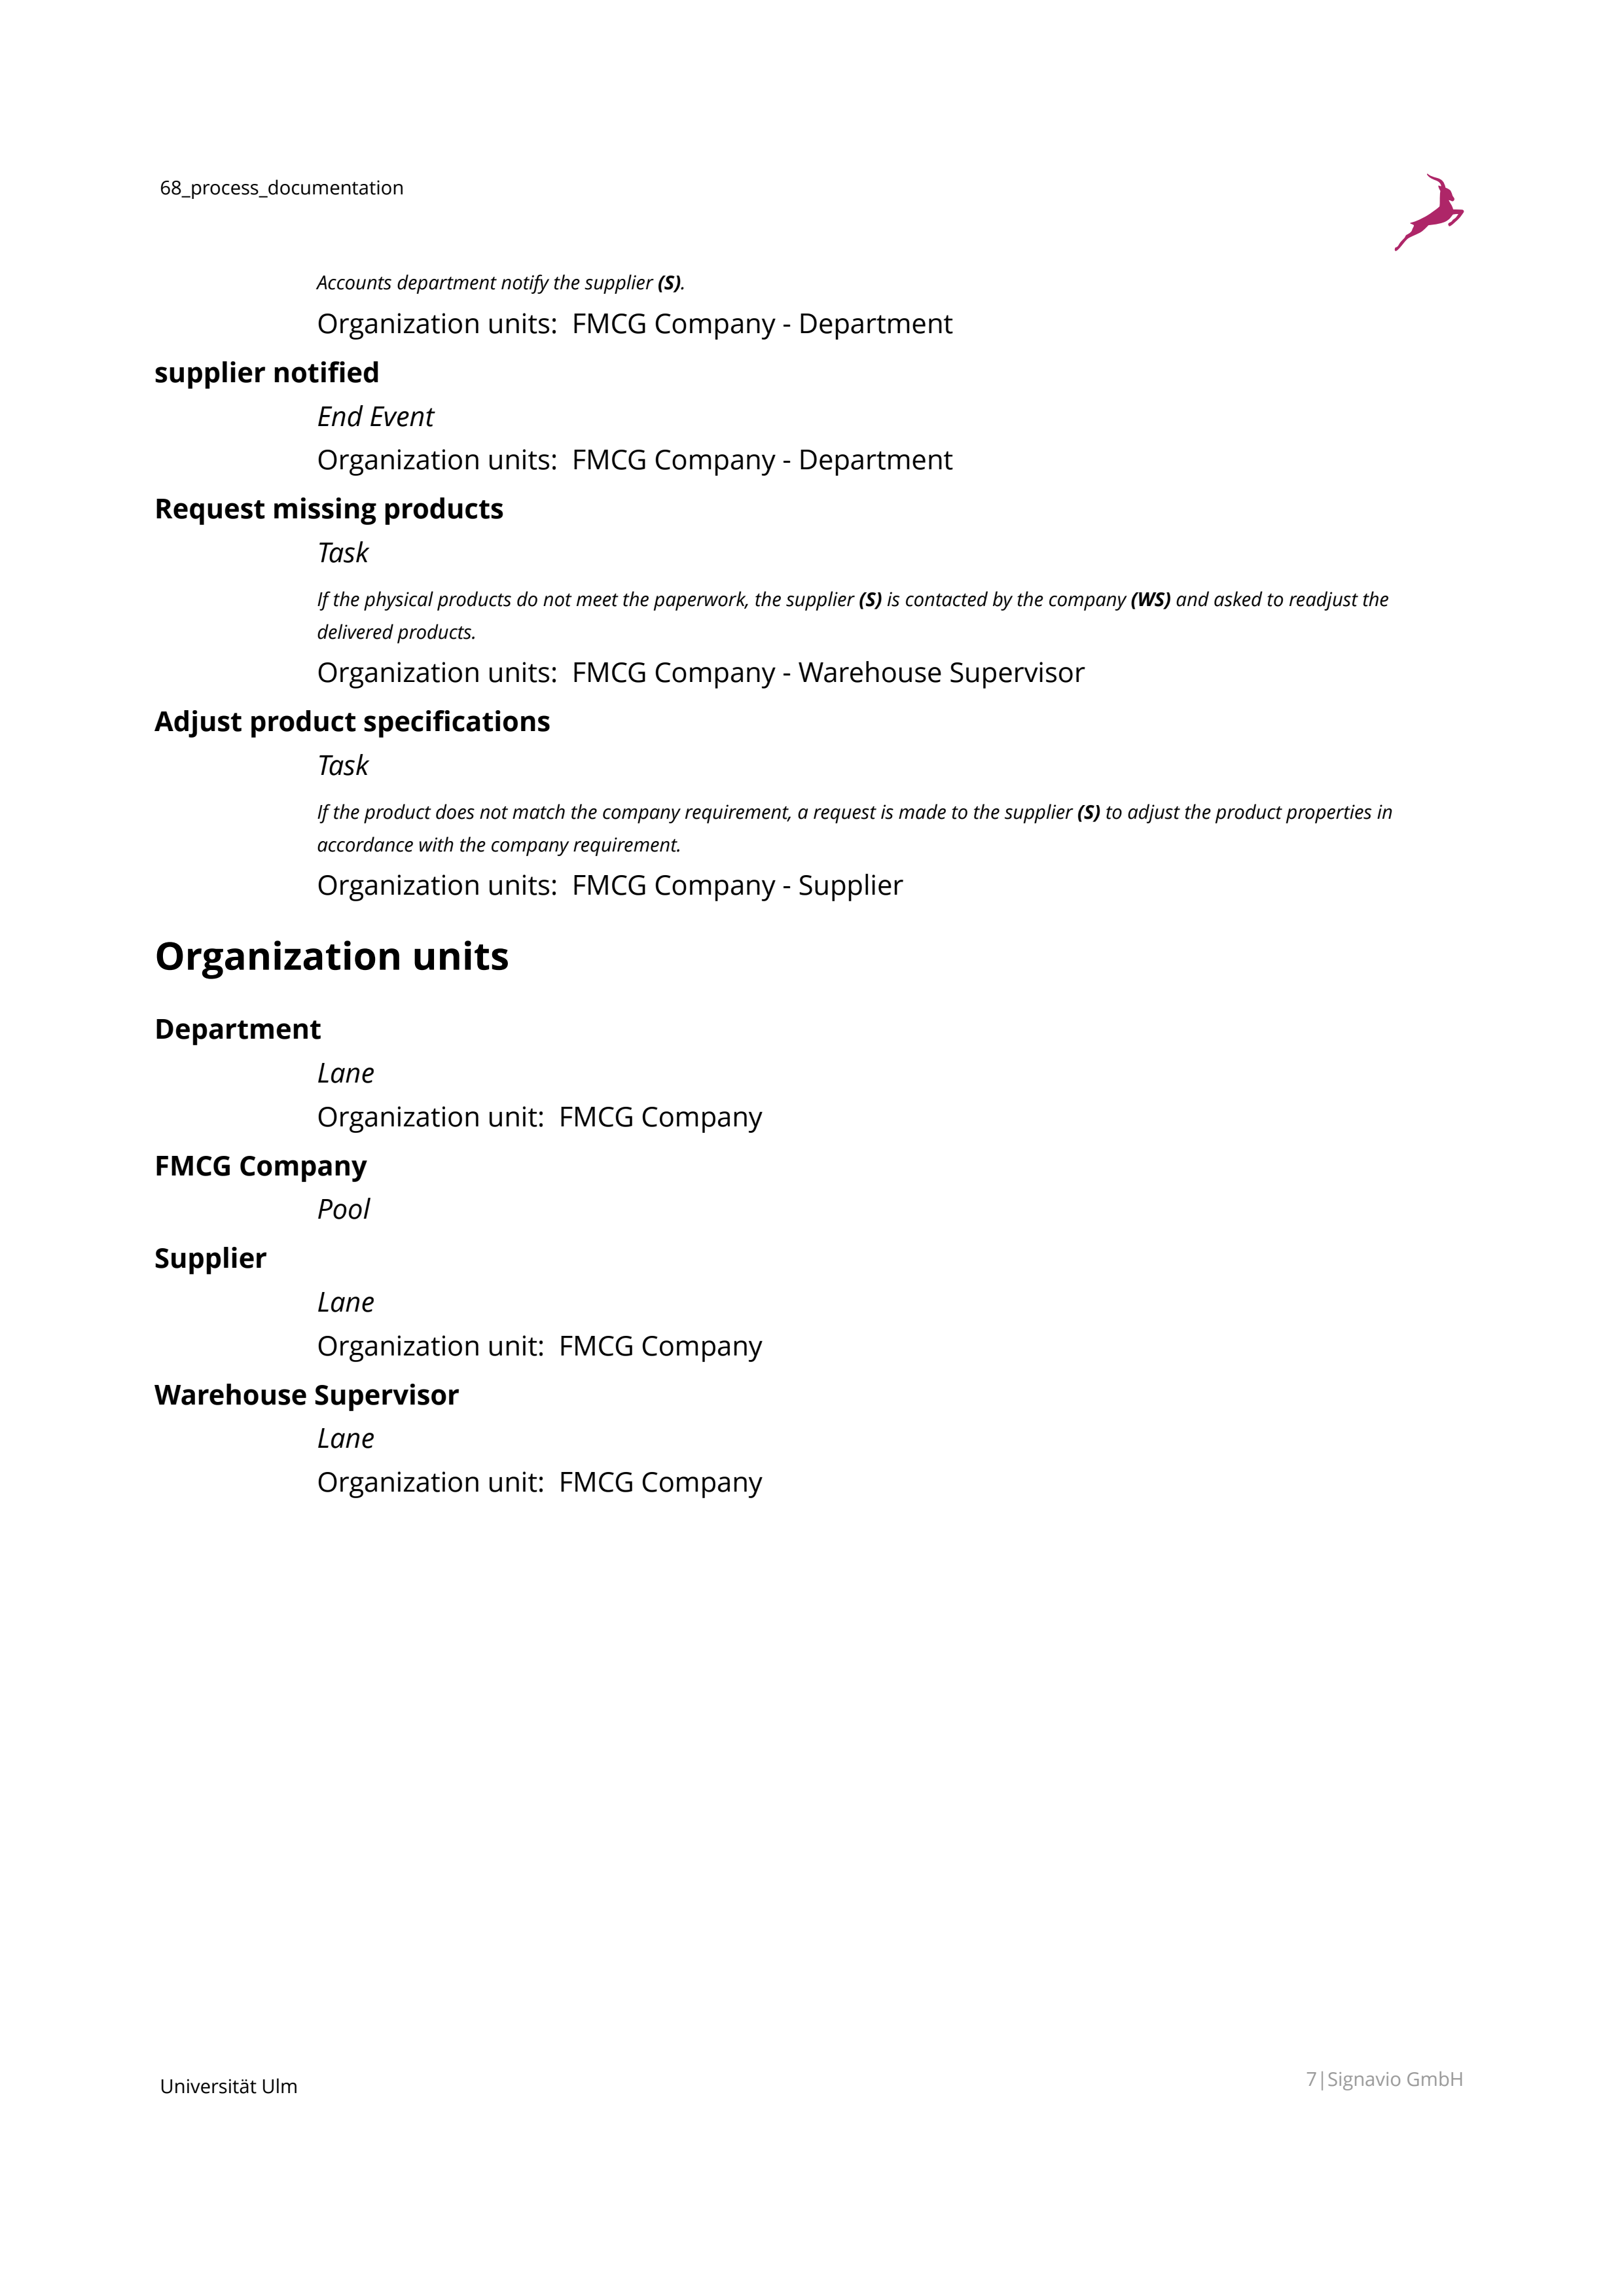 68_process_documentation
Accounts department notify the supplier (S).
Organization units:  FMCG Company - Department
supplier notified
End Event
Organization units:  FMCG Company - Department
Request missing products
Task
If the physical products do not meet the paperwork, the supplier (S) is contacted by the company (WS) and asked to readjust the
delivered products.
Organization units:  FMCG Company - Warehouse Supervisor
Adjust product specifications
Task
If the product does not match the company requirement, a request is made to the supplier (S) to adjust the product properties in
accordance with the company requirement.
Organization units:  FMCG Company - Supplier
Organization units
Department
Lane
Organization unit:  FMCG Company
FMCG Company
Pool
Supplier
Lane
Organization unit:  FMCG Company
Warehouse Supervisor
Lane
Organization unit:  FMCG Company
Universität Ulm
7|Signavio GmbH